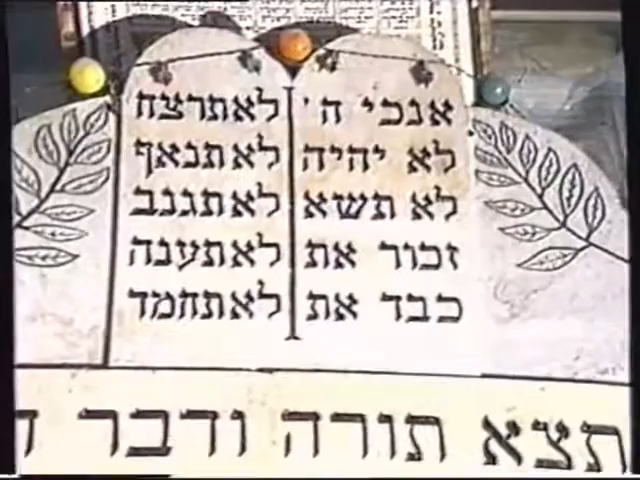 אנכי ה'
לא יהיה
לא תשא
זכור את
כבד את
לאתרצח
לאתנאף
לאתגנב
לאתענה
לאתחמד
תצא תורה ודבר